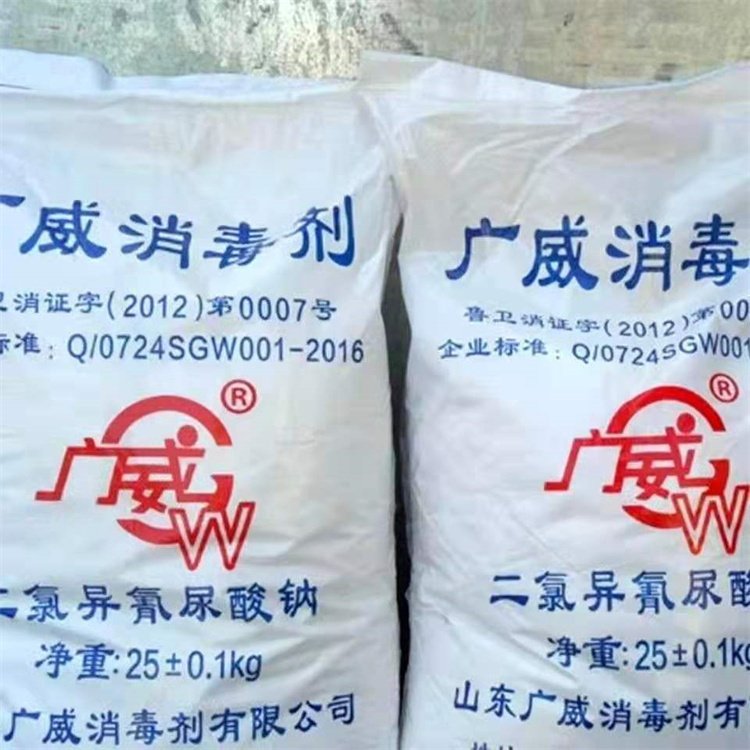 广威消毒剂
卫消证字(2012)第0007号
标准: Q/0724SGW001-2016
®
广威
W
二氯异氰尿酸钠
净重:25±0.1kg
广威消毒剂有限公司
广威消毒
鲁卫消证字(2012)第00
企业标准: Q/0724SGW001
®
广威
W
二氯异氰尿酸
净重:25±0.1k
山东广威消毒剂有